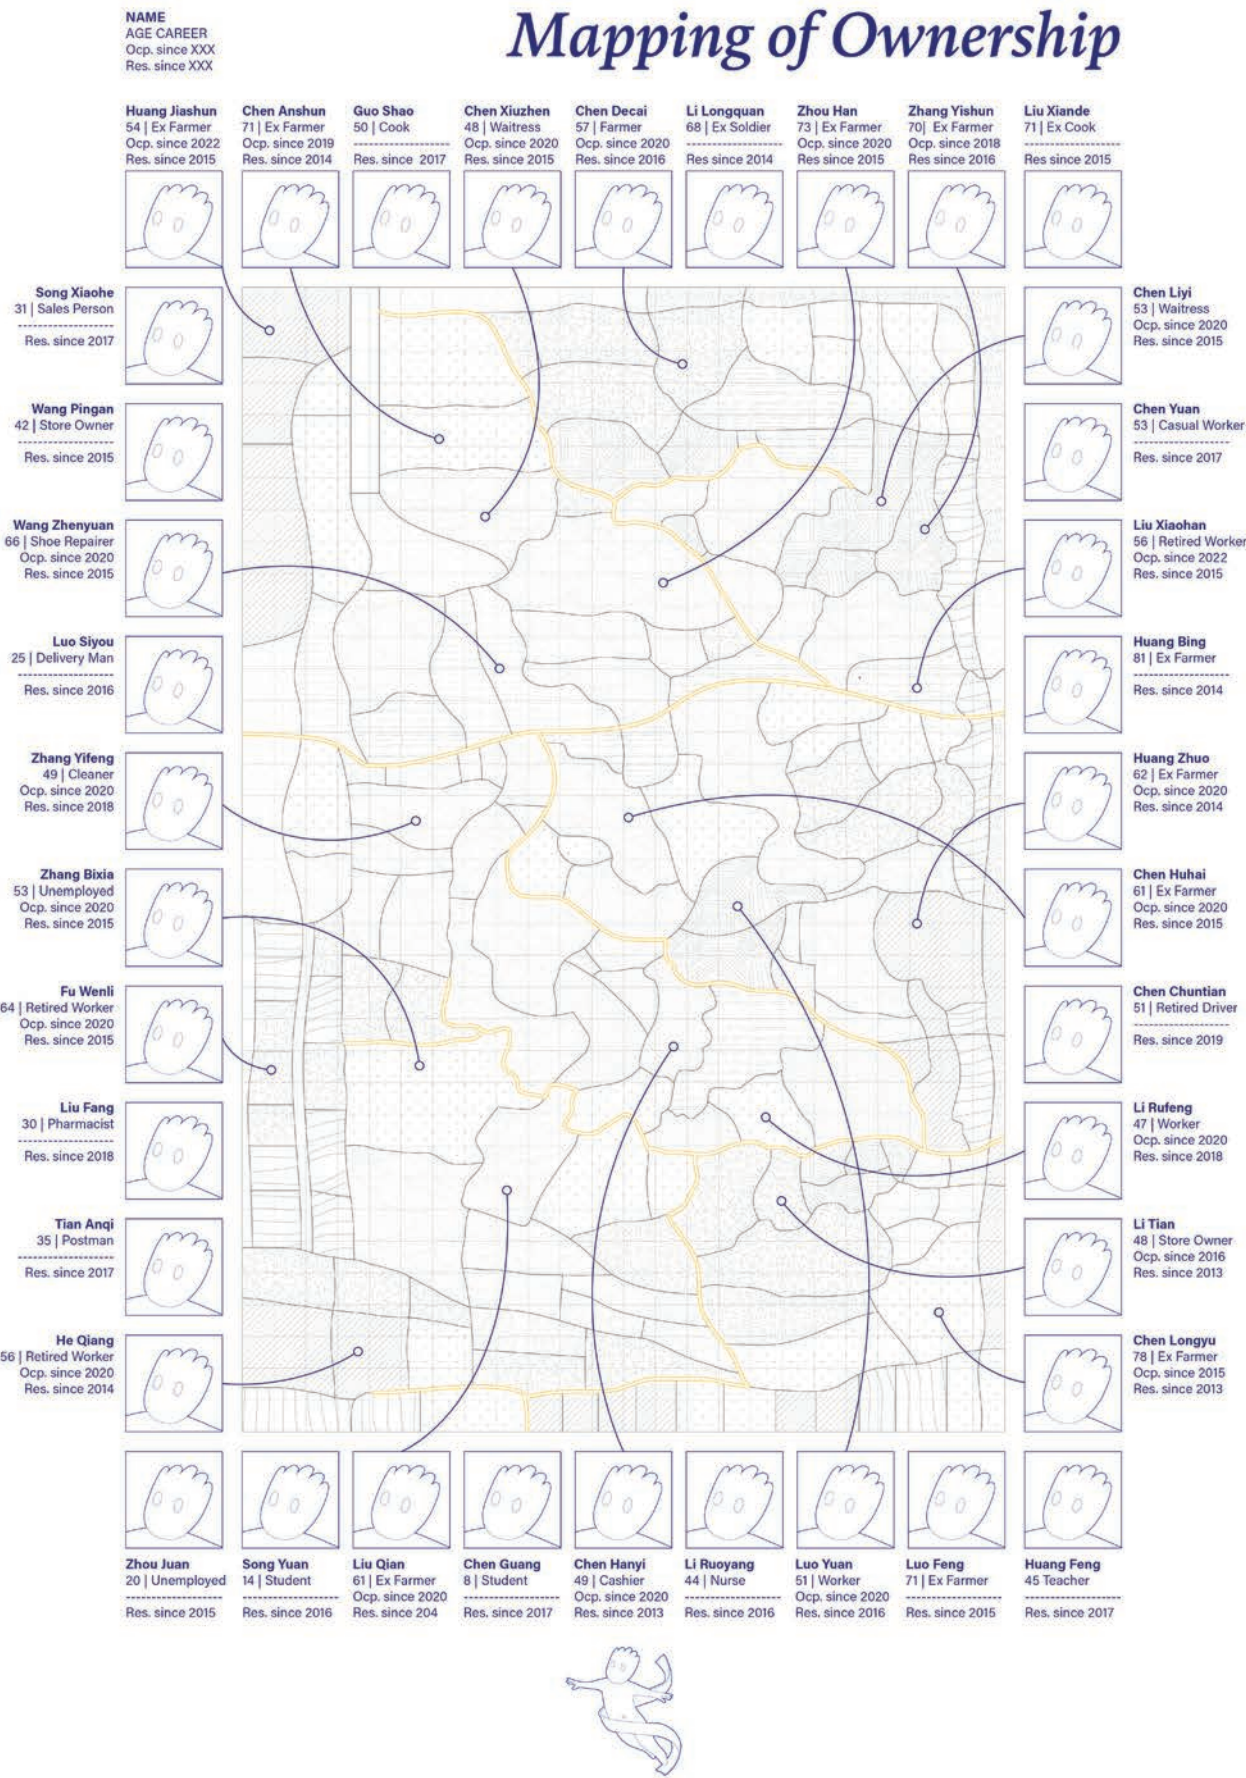 NAME
AGE CAREER
Ocp. since XXX
Res. since XXX
Mapping of Ownership
Huang Jiashun
54 | Ex Farmer
Ocp. since 2022
Res. since 2015
Chen Anshun
71 | Ex Farmer
Ocp. since 2019
Res. since 2014
Guo Shao
50 | Cook
--------------------
Res. since 2017
Chen Xiuzhen
48 | Waitress
Ocp. since 2020
Res. since 2015
Chen Decai
57 | Farmer
Ocp. since 2020
Res. since 2016
Li Longquan
68 | Ex Soldier
--------------------
Res since 2014
Zhou Han
73 | Ex Farmer
Ocp. since 2020
Res since 2015
Zhang Yishun
70| Ex Farmer
Ocp. since 2018
Res since 2016
Liu Xiande
71 | Ex Cook
--------------------
Res since 2015
Song Xiaohe
31 | Sales Person
--------------------
Res. since 2017
Wang Pingan
42 | Store Owner
--------------------
Res. since 2015
Wang Zhenyuan
66 | Shoe Repairer
Ocp. since 2020
Res. since 2015
Luo Siyou
25 | Delivery Man
--------------------
Res. since 2016
Zhang Yifeng
49 | Cleaner
Ocp. since 2020
Res. since 2018
Zhang Bixia
53 | Unemployed
Ocp. since 2020
Res. since 2015
Fu Wenli
64 | Retired Worker
Ocp. since 2020
Res. since 2015
Liu Fang
30 | Pharmacist
--------------------
Res. since 2018
Tian Anqi
35 | Postman
--------------------
Res. since 2017
He Qiang
56 | Retired Worker
Ocp. since 2020
Res. since 2014
Chen Liyi
53 | Waitress
Ocp. since 2020
Res. since 2015
Chen Yuan
53 | Casual Worker
--------------------
Res. since 2017
Liu Xiaohan
56 | Retired Worker
Ocp. since 2022
Res. since 2015
Huang Bing
81 | Ex Farmer
--------------------
Res. since 2014
Huang Zhuo
62 | Ex Farmer
Ocp. since 2020
Res. since 2014
Chen Huhai
61 | Ex Farmer
Ocp. since 2020
Res. since 2015
Chen Chuntian
51 | Retired Driver
--------------------
Res. since 2019
Li Rufeng
47 | Worker
Ocp. since 2020
Res. since 2018
Li Tian
48 | Store Owner
Ocp. since 2016
Res. since 2013
Chen Longyu
78 | Ex Farmer
Ocp. since 2015
Res. since 2013
Zhou Juan
20 | Unemployed
--------------------
Res. since 2015
Song Yuan
14 | Student
--------------------
Res. since 2016
Liu Qian
61 | Ex Farmer
Ocp. since 2020
Res. since 204
Chen Guang
8 | Student
--------------------
Res. since 2017
Chen Hanyi
49 | Cashier
Ocp. since 2020
Res. since 2013
Li Ruoyang
44 | Nurse
--------------------
Res. since 2016
Luo Yuan
51 | Worker
Ocp. since 2020
Res. since 2016
Luo Feng
71 | Ex Farmer
--------------------
Res. since 2015
Huang Feng
45 Teacher
--------------------
Res. since 2017